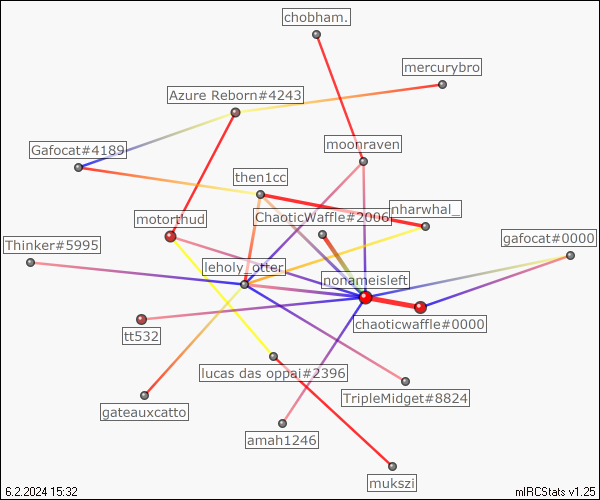 chobham.
mercurybro
Azure Reborn#4243
Gafocat#4189
moonraven
then1cc
nharwhal_
ChaoticWaffle#2006
motorthud
gafocat#0000
Thinker#5995
leholy_otter
nonameisleft
chaoticwaffle#0000
tt532
lucas das oppai#2396
TripleMidget#8824
gateauxcatto
amah1246
mukszi
6.2.2024 15:32
mIRCStats v1.25